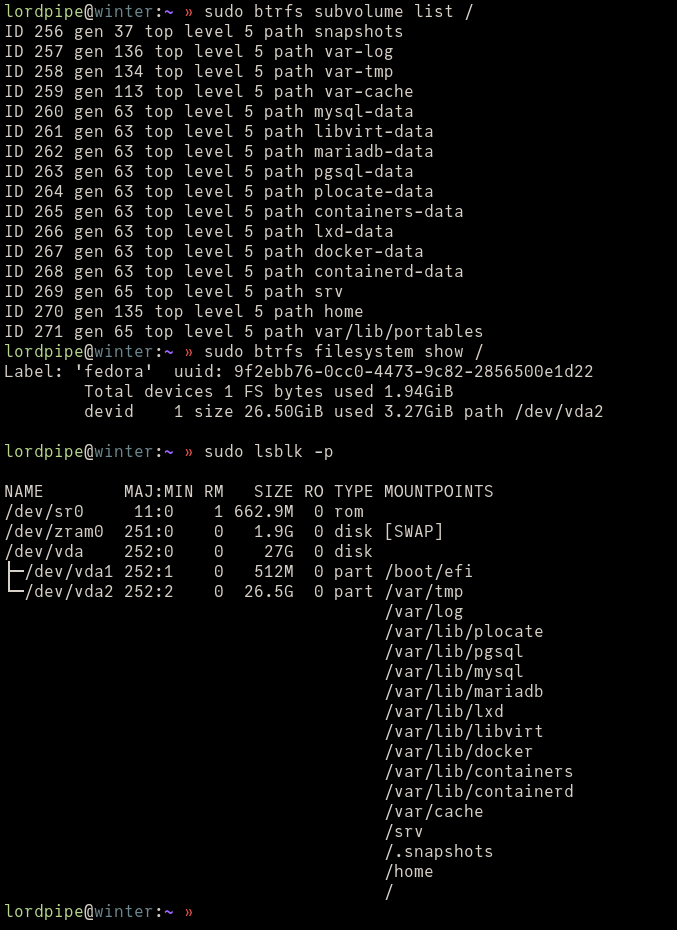 lordpipe@winter:~ » sudo btrfs subvolume list /
ID 256 gen 37 top level 5 path snapshots
ID 257 gen 136 top level 5 path var-log
ID 258 gen 134 top level 5 path var-tmp
ID 259 gen 113 top level 5 path var-cache
ID 260 gen 63 top level 5 path mysql-data
ID 261 gen 63 top level 5 path libvirt-data
ID 262 gen 63 top level 5 path mariadb-data
ID 263 gen 63 top level 5 path pgsql-data
ID 264 gen 63 top level 5 path plocate-data
ID 265 gen 63 top level 5 path containers-data
ID 266 gen 63 top level 5 path lxd-data
ID 267 gen 63 top level 5 path docker-data
ID 268 gen 63 top level 5 path containerd-data
ID 269 gen 65 top level 5 path srv
ID 270 gen 135 top level 5 path home
ID 271 gen 65 top level 5 path var/lib/portables
lordpipe@winter:~ » sudo btrfs filesystem show /
Label: 'fedora'  uuid: 9f2ebb76-0cc0-4473-9c82-2856500e1d22
        Total devices 1 FS bytes used 1.94GiB
        devid    1 size 26.50GiB used 3.27GiB path /dev/vda2
lordpipe@winter:~ » sudo lsblk -p
NAME        MAJ:MIN RM   SIZE RO TYPE MOUNTPOINTS
/dev/sr0     11:0    1 662.9M  0 rom
/dev/zram0  251:0    0   1.9G  0 disk [SWAP]
/dev/vda    252:0    0    27G  0 disk
├─/dev/vda1 252:1    0   512M  0 part /boot/efi
└─/dev/vda2 252:2    0  26.5G  0 part /var/tmp
                                      /var/log
                                      /var/lib/plocate
                                      /var/lib/pgsql
                                      /var/lib/mysql
                                      /var/lib/mariadb
                                      /var/lib/lxd
                                      /var/lib/libvirt
                                      /var/lib/docker
                                      /var/lib/containers
                                      /var/lib/containerd
                                      /var/cache
                                      /srv
                                      /.snapshots
                                      /home
                                      /
lordpipe@winter:~ »